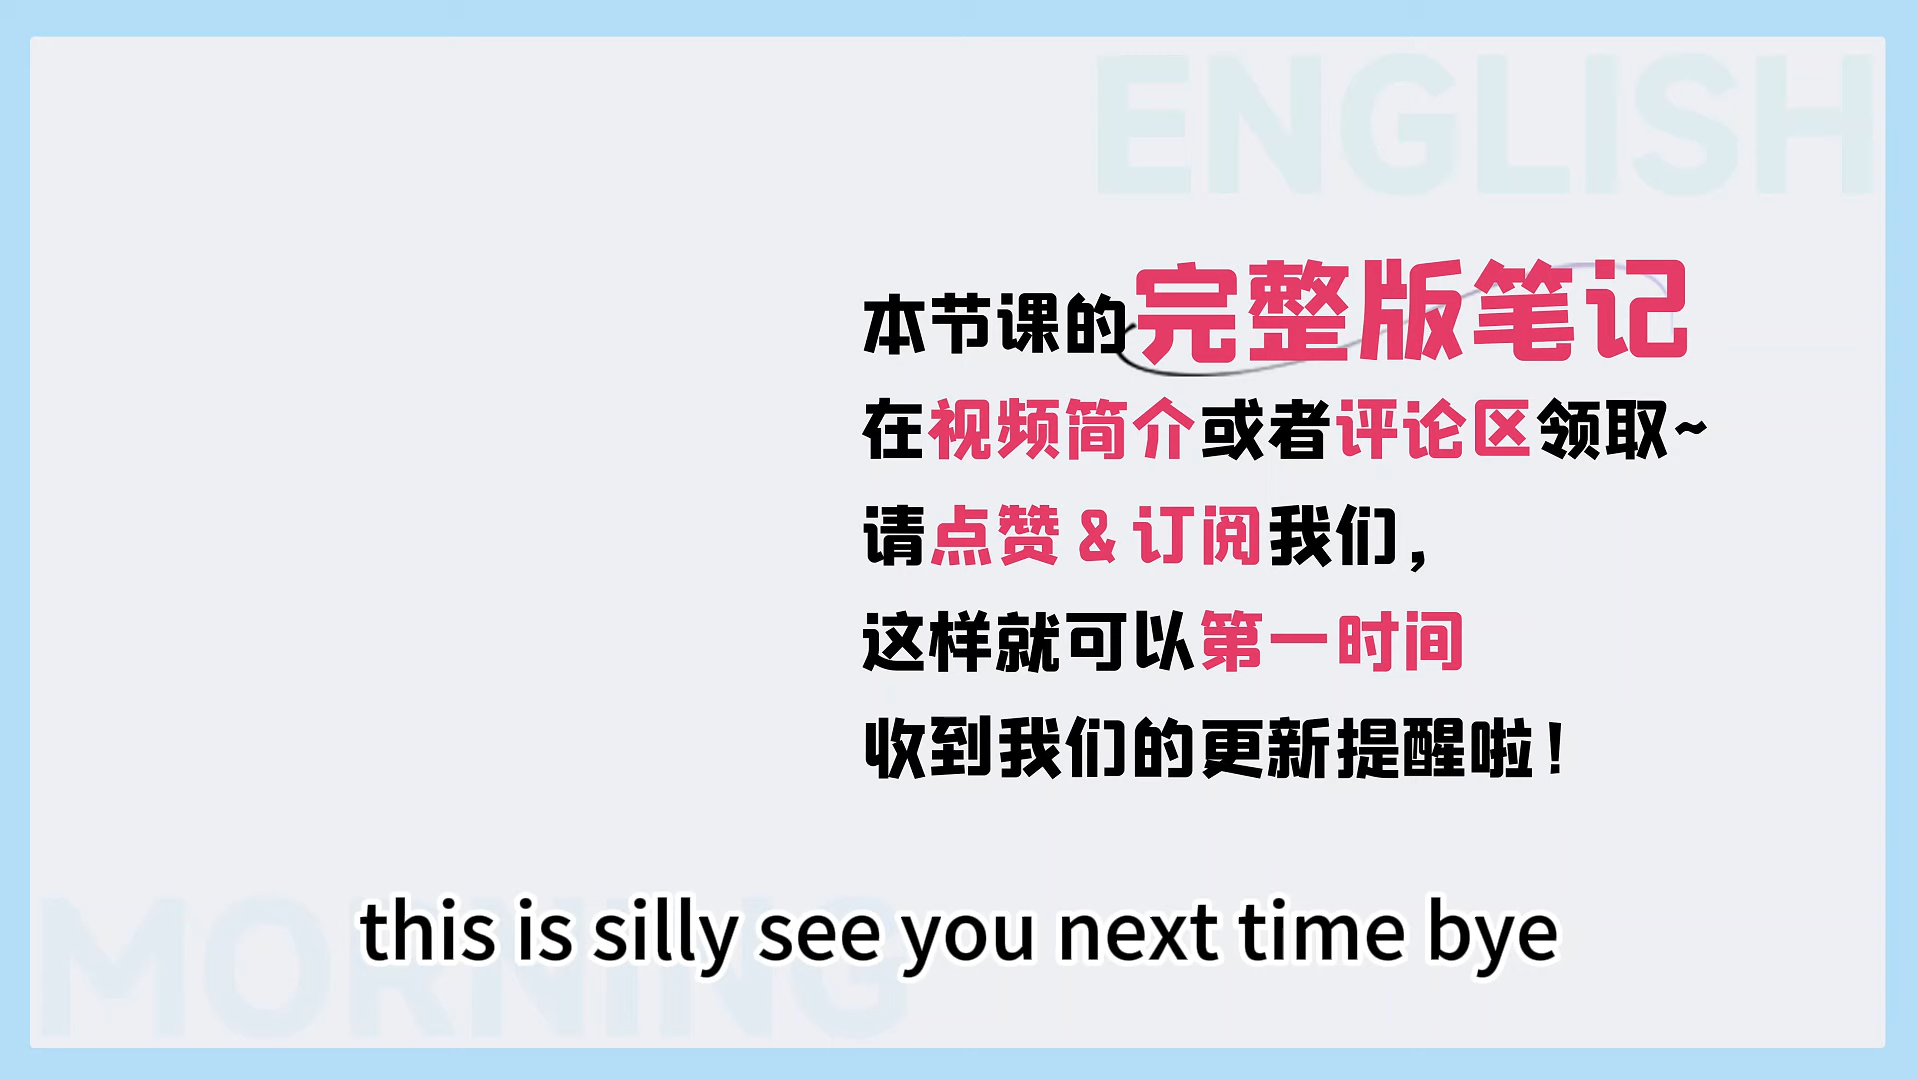 ENGLISH
本节课的完整版笔记
在视频简介或者评论区领取~
请点赞&订阅我们，
这样就可以第一时间
收到我们的更新提醒啦！
MORNING
this is silly see you next time bye